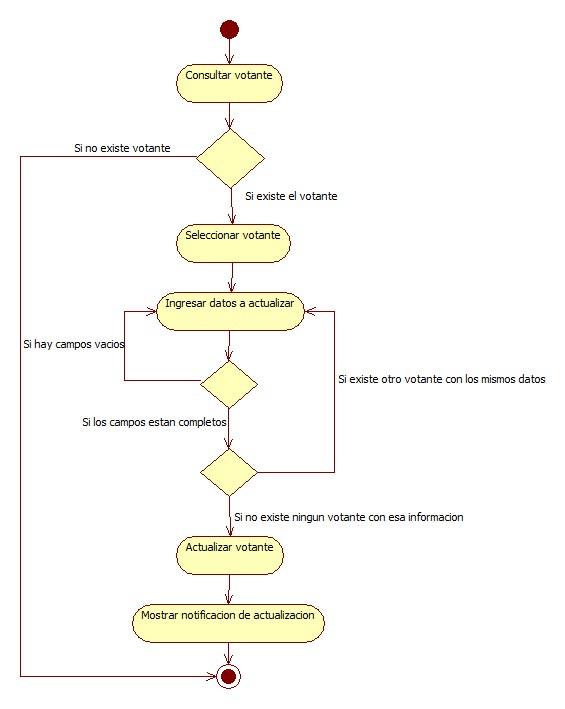 Consultar votante
Si no existe votante
Si existe el votante
Seleccionar votante
Ingresar datos a actualizar
Si hay campos vacios
Si existe otro votante con los mismos datos
Si los campos estan completos
Si no existe ningun votante con esa informacion
Actualizar votante
Mostrar notificacion de actualizacion